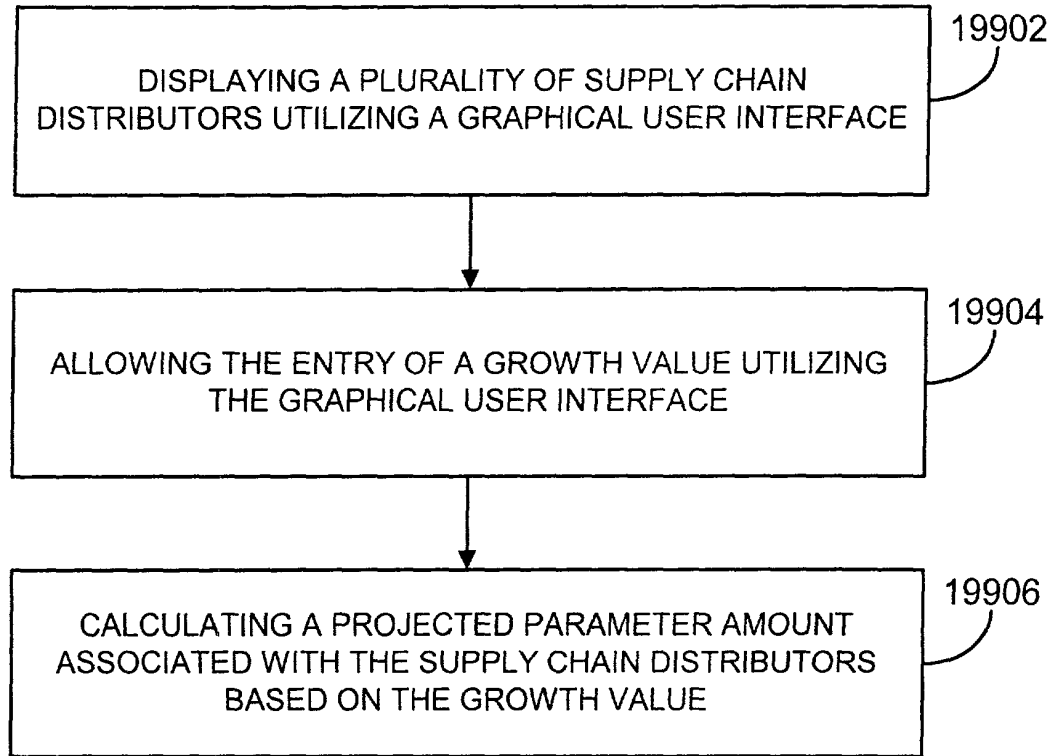 19902
DISPLAYING A PLURALITY OF SUPPLY CHAIN
DISTRIBUTORS UTILIZING A GRAPHICAL USER INTERFACE
19904
ALLOWING THE ENTRY OF A GROWTH VALUE UTILIZING
THE GRAPHICAL USER INTERFACE
19906
CALCULATING A PROJECTED PARAMETER AMOUNT
ASSOCIATED WITH THE SUPPLY CHAIN DISTRIBUTORS
BASED ON THE GROWTH VALUE